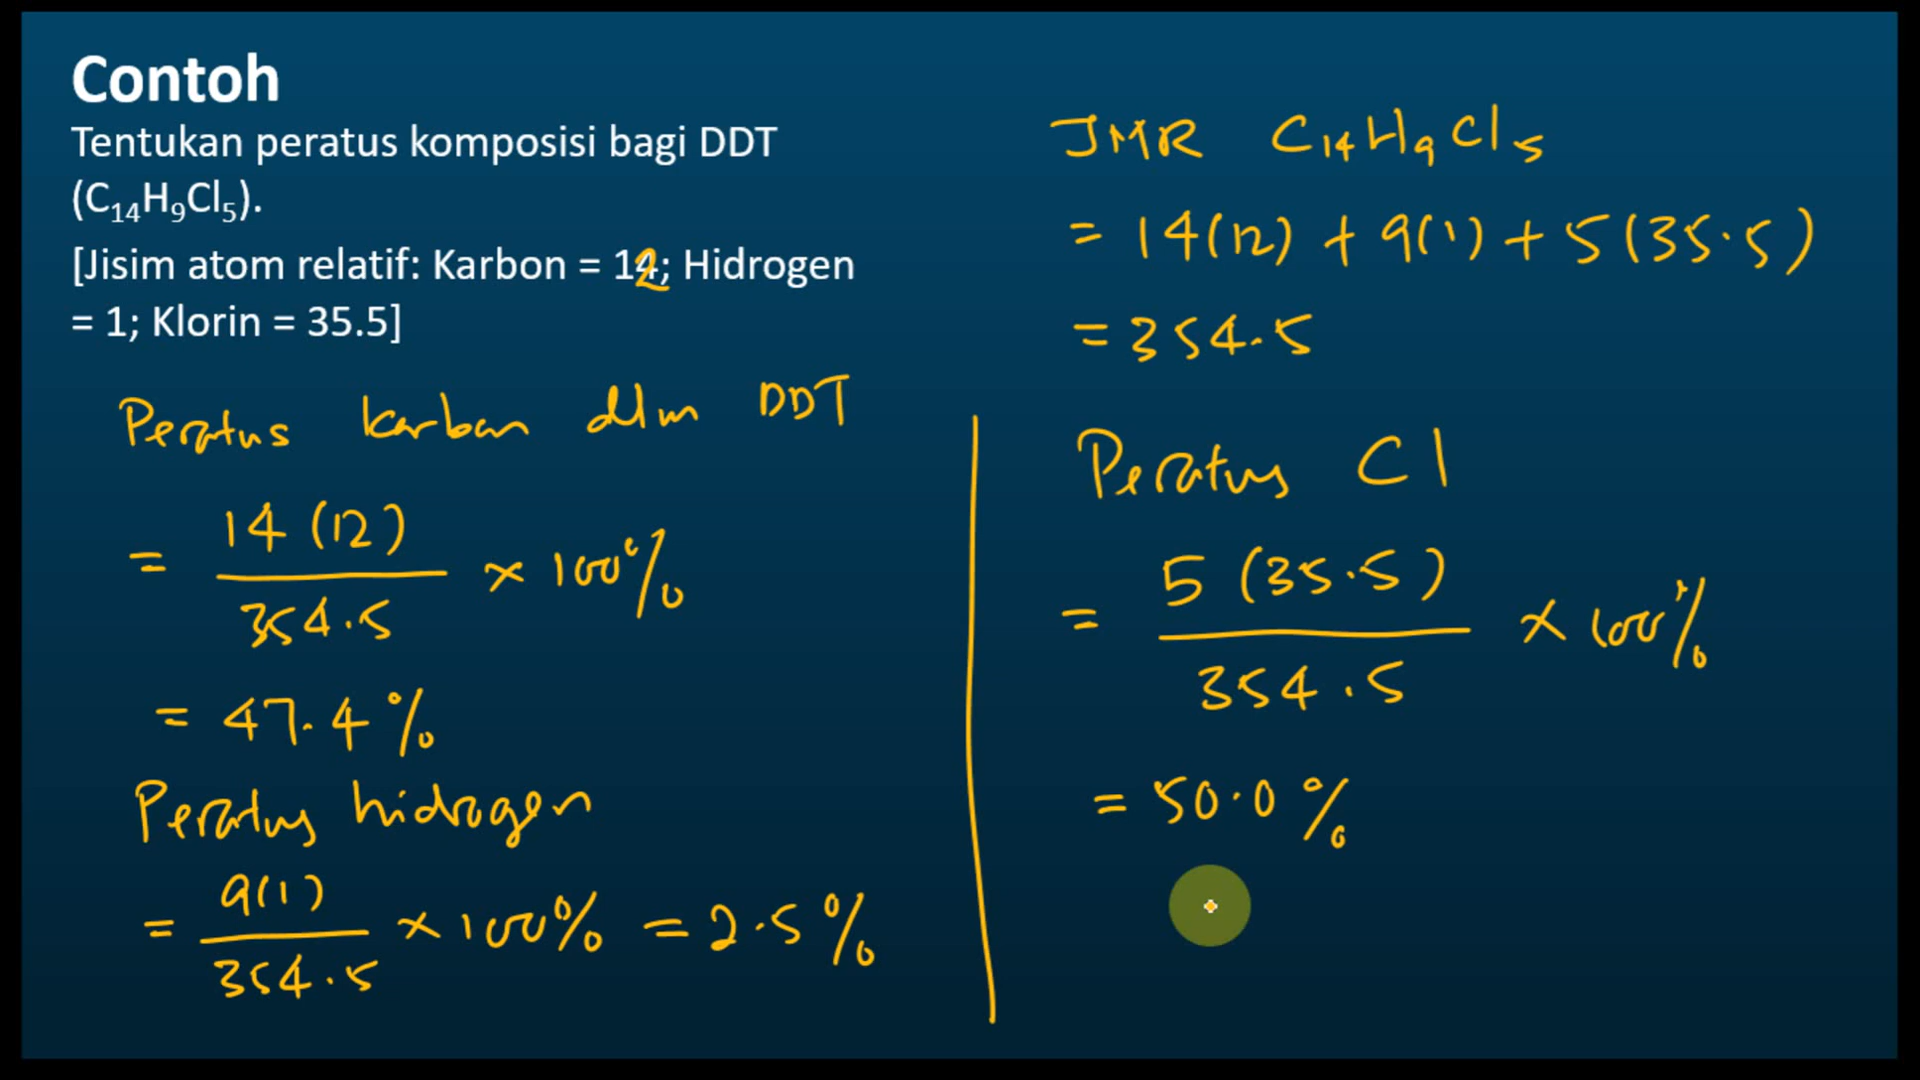 Contoh
Tentukan peratus komposisi bagi DDT
(C₁₄H₉Cl₅).
[Jisim atom relatif: Karbon = 12; Hidrogen
= 1; Klorin = 35.5]
Peratus karbon dlm DDT
= 14 (12) / 354.5 × 100%
= 47.4 %
Peratus hidrogen
= 9(1) / 354.5 × 100% = 2.5 %
JMR C₁₄H₉Cl₅
= 14(12) + 9(1) + 5(35.5)
= 354.5
Peratus Cl
= 5 (35.5) / 354.5 × 100%
= 50.0 %